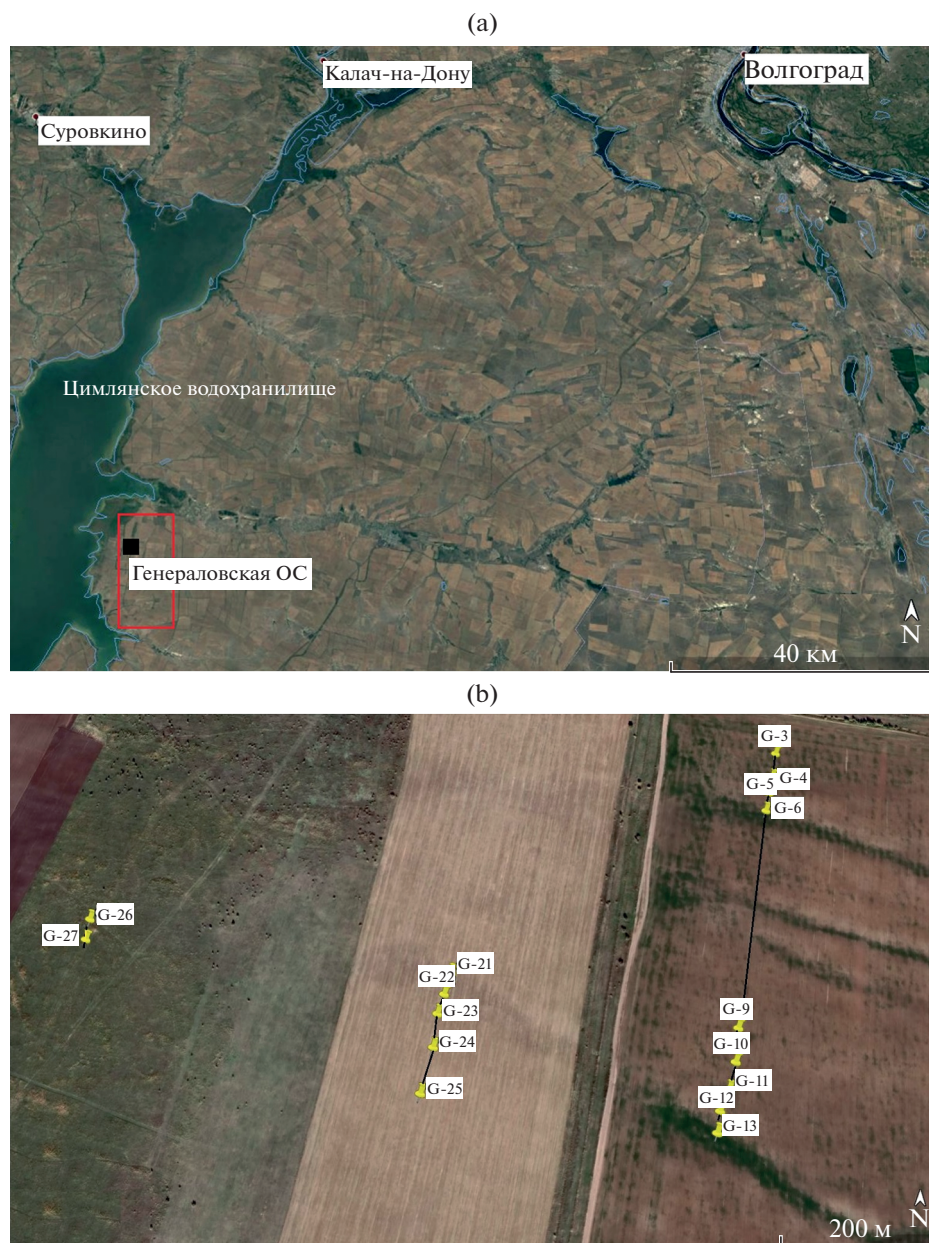 (a)
Калач-на-Дону
Волгоград
Суровкино
Цимлянское водохранилище
Генераловская ОС
N
40 км
(b)
G-3
G-4
G-5
G-6
G-26
G-27
G-21
G-22
G-23
G-24
G-25
G-9
G-10
G-11
G-12
G-13
N
200 м